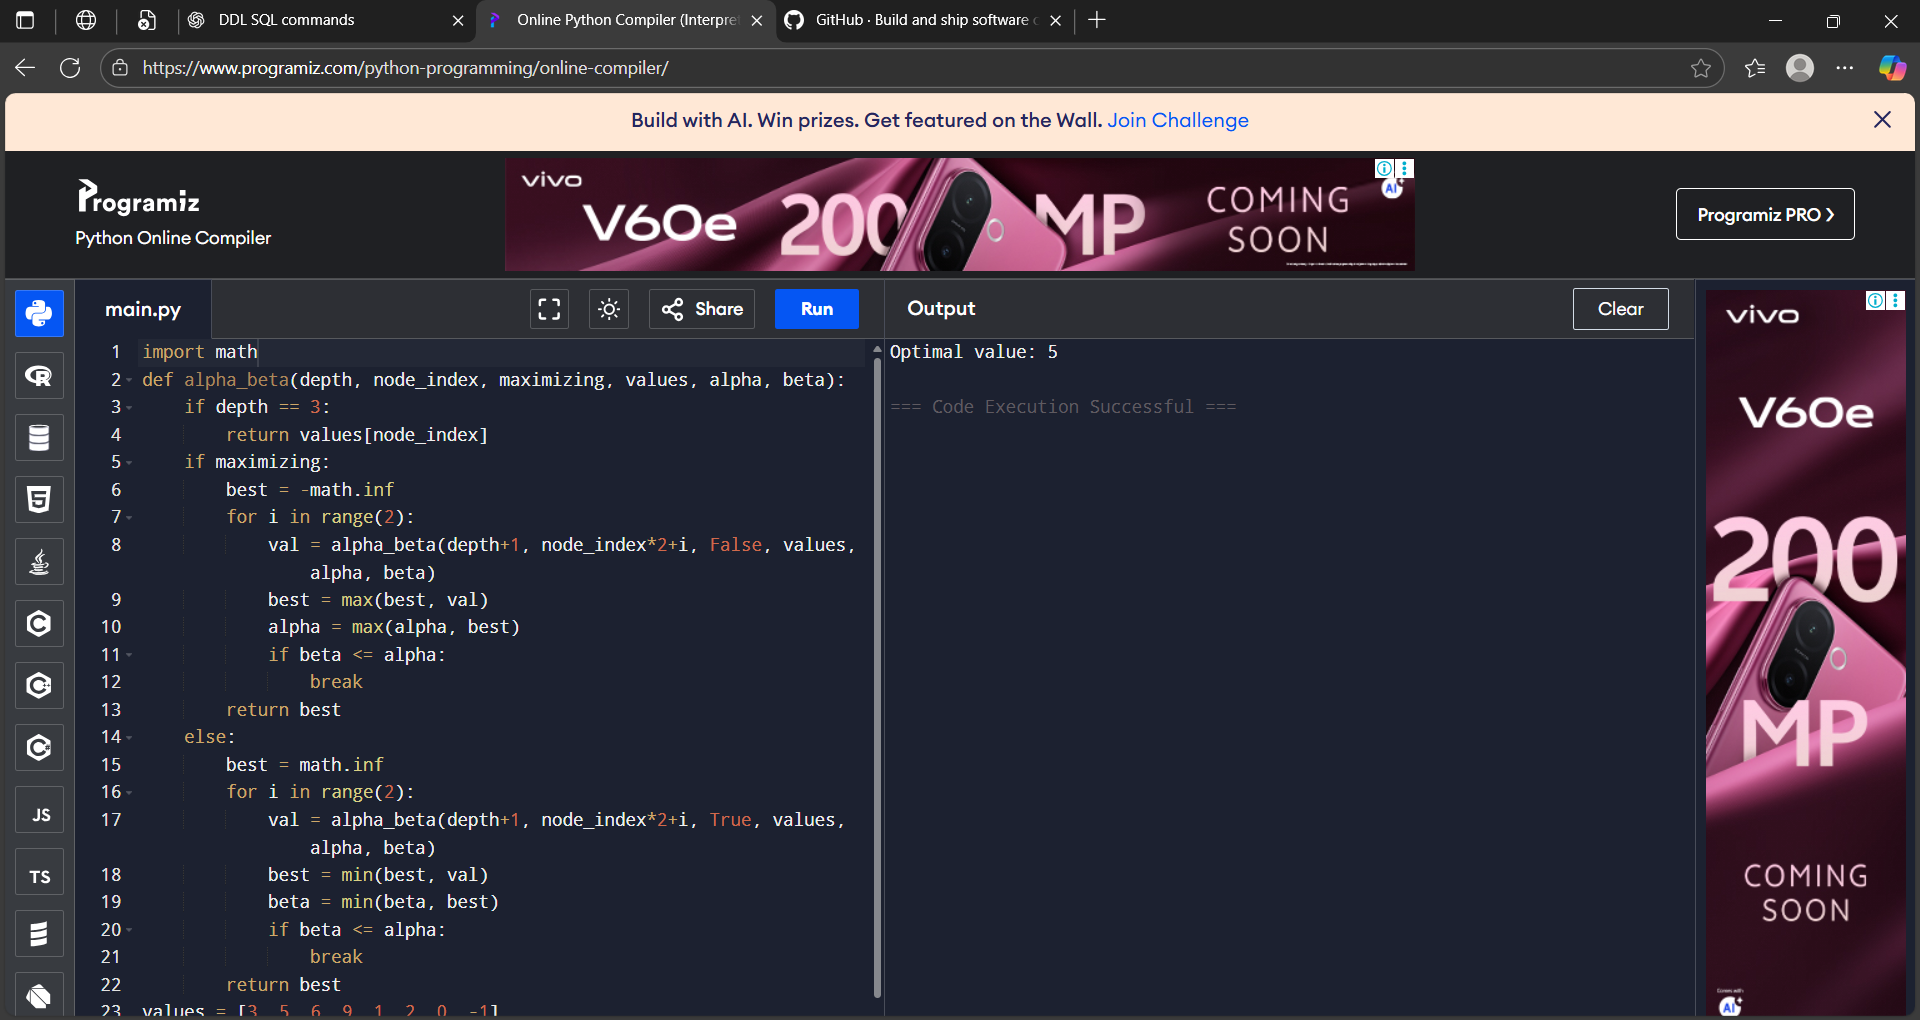 DDL SQL commands
Online Python Compiler (Interpre
GitHub · Build and ship software
https://www.programiz.com/python-programming/online-compiler/
Build with AI. Win prizes. Get featured on the Wall. Join Challenge
Programiz
Python Online Compiler
vivo
V60e 200 MP
COMING
SOON
AI
Programiz PRO ❯
main.py
Share
Run
Output
Clear
1 import math
2 def alpha_beta(depth, node_index, maximizing, values, alpha, beta):
3 if depth == 3:
4 return values[node_index]
5 if maximizing:
6 best = -math.inf
7 for i in range(2):
8 val = alpha_beta(depth+1, node_index*2+i, False, values,
alpha, beta)
9 best = max(best, val)
10 alpha = max(alpha, best)
11 if beta <= alpha:
12 break
13 return best
14 else:
15 best = math.inf
16 for i in range(2):
17 val = alpha_beta(depth+1, node_index*2+i, True, values,
alpha, beta)
18 best = min(best, val)
19 beta = min(beta, best)
20 if beta <= alpha:
21 break
22 return best
23 values = [3, 5, 6, 9, 1, 2, 0, -1]
Optimal value: 5
=== Code Execution Successful ===
R
5
C
C
C
JS
TS
vivo
V60e
200
MP
COMING
SOON
AI